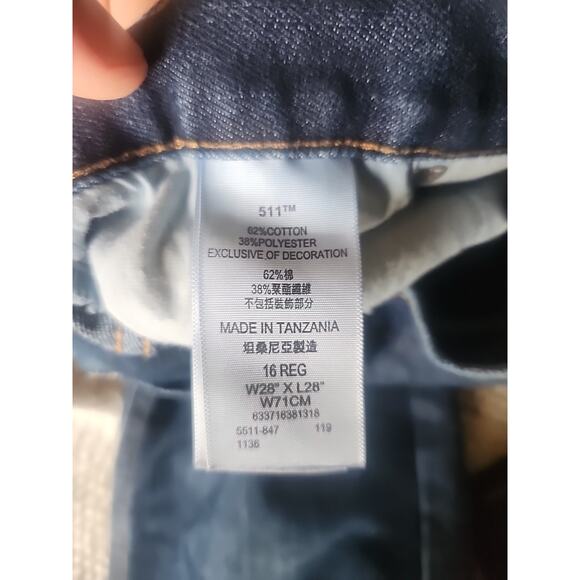 511™
62%COTTON
38%POLYESTER
EXCLUSIVE OF DECORATION
62%棉
38%聚酯纖維
不包括裝飾部分
MADE IN TANZANIA
坦桑尼亞製造
16 REG
W28" X L28"
W71CM
633716381318
5511-847 119
1136